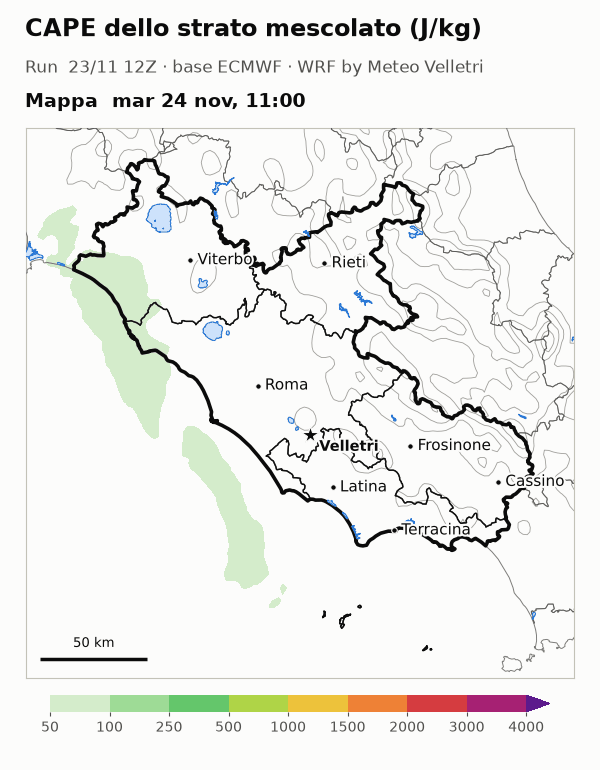 CAPE dello strato mescolato (J/kg)
Run  23/11 12Z · base ECMWF · WRF by Meteo Velletri
Mappa  mar 24 nov, 11:00
Viterbo
Rieti
Roma
Velletri
Frosinone
Latina
Cassino
Terracina
50 km
50 100 250 500 1000 1500 2000 3000 4000